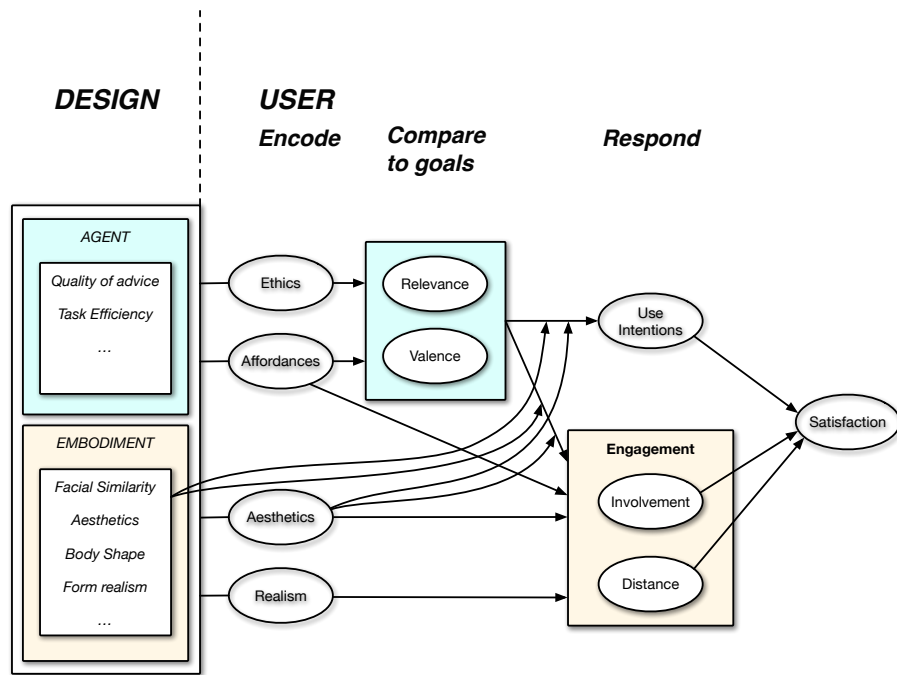 DESIGN
USER
Encode
Compare
to goals
Respond
AGENT
Quality of advice
Task Efficiency
...
EMBODIMENT
Facial Similarity
Aesthetics
Body Shape
Form realism
...
Ethics
Affordances
Aesthetics
Realism
Relevance
Valence
Use
Intentions
Engagement
Involvement
Distance
Satisfaction